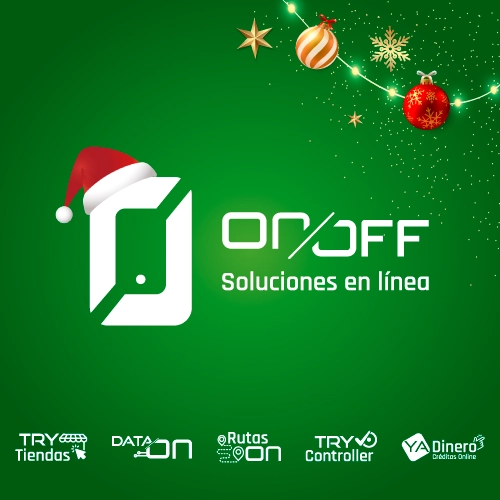 ON/OFF
Soluciones en línea
TRY
Tiendas
DATA ON
Rutas
ON
TRY
Controller
YA Dinero
Créditos Online